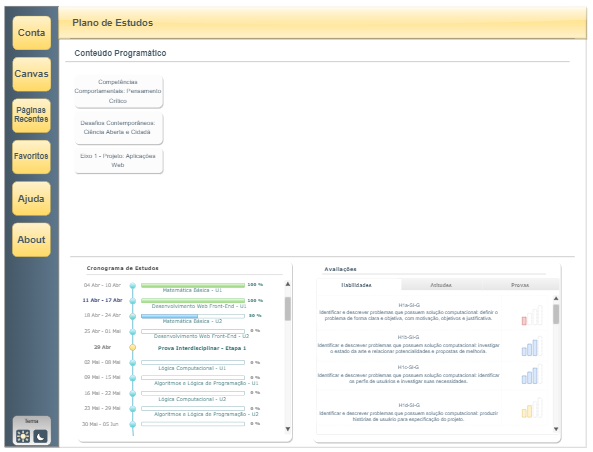 Plano de Estudos
Conta
Canvas
Páginas
Recentes
Favoritos
Ajuda
About
Tema
Conteúdo Programático
Competências
Comportamentais: Pensamento
Crítico.
Desafios Contemporâneos:
Ciência Aberta e Cidadã
Eixo 1 - Projeto: Aplicações
Web
Cronograma de Estudos
04 Abr - 10 Abr 100 %
Matemática Básica - U1
11 Abr - 17 Abr 100 %
Desenvolvimento Web Front-End - U1
18 Abr - 24 Abr
Matemática Básica - U2
25 Abr - 01 Mai 0 %
Desenvolvimento Web Front-End - U2
29 Abr Prova Interdisciplinar - Etapa 1
02 Mai - 08 Mai 0 %
Lógica Computacional - U1
09 Mai - 15 Mai 0 %
Algoritmos e Lógica de Programação - U1
16 Mai - 22 Mai 0 %
Lógica Computacional - U2
23 Mai - 29 Mai 0 %
Algoritmos e Lógica de Programação - U2
30 Mai - 05 Jun 0 %
Avaliações
Habilidades Atitudes Provas
H1a-SI-G
Identificar e descrever problemas que possuem solução computacional: definir o
problema de forma clara e objetiva, com motivação, objetivos e justificativa.
H1b-SI-G
Identificar e descrever problemas que possuem solução computacional: investigar
o estado da arte e relacionar potencialidades e propostas de melhoria.
H1c-SI-G
Identificar e descrever problemas que possuem solução computacional: identificar
os perfis de usuários e investigar suas necessidades.
H1d-SI-G
Identificar e descrever problemas que possuem solução computacional: produzir
histórias de usuário para especificação do projeto.